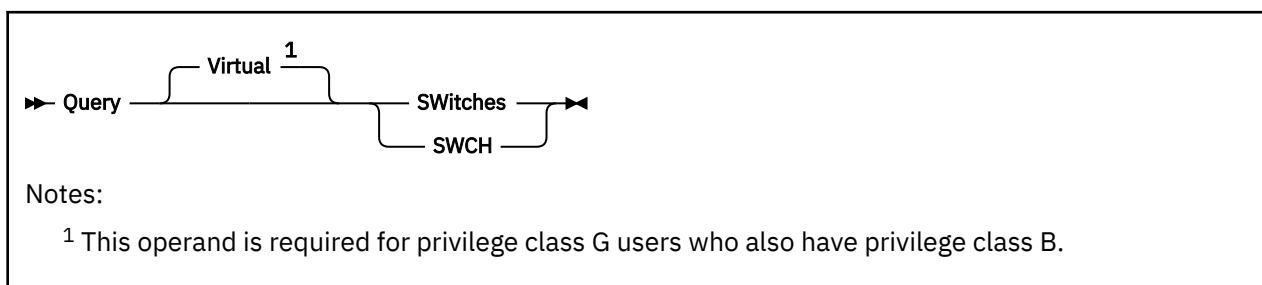 Virtual 1
Query SWitches
SWCH
Notes:
1 This operand is required for privilege class G users who also have privilege class B.